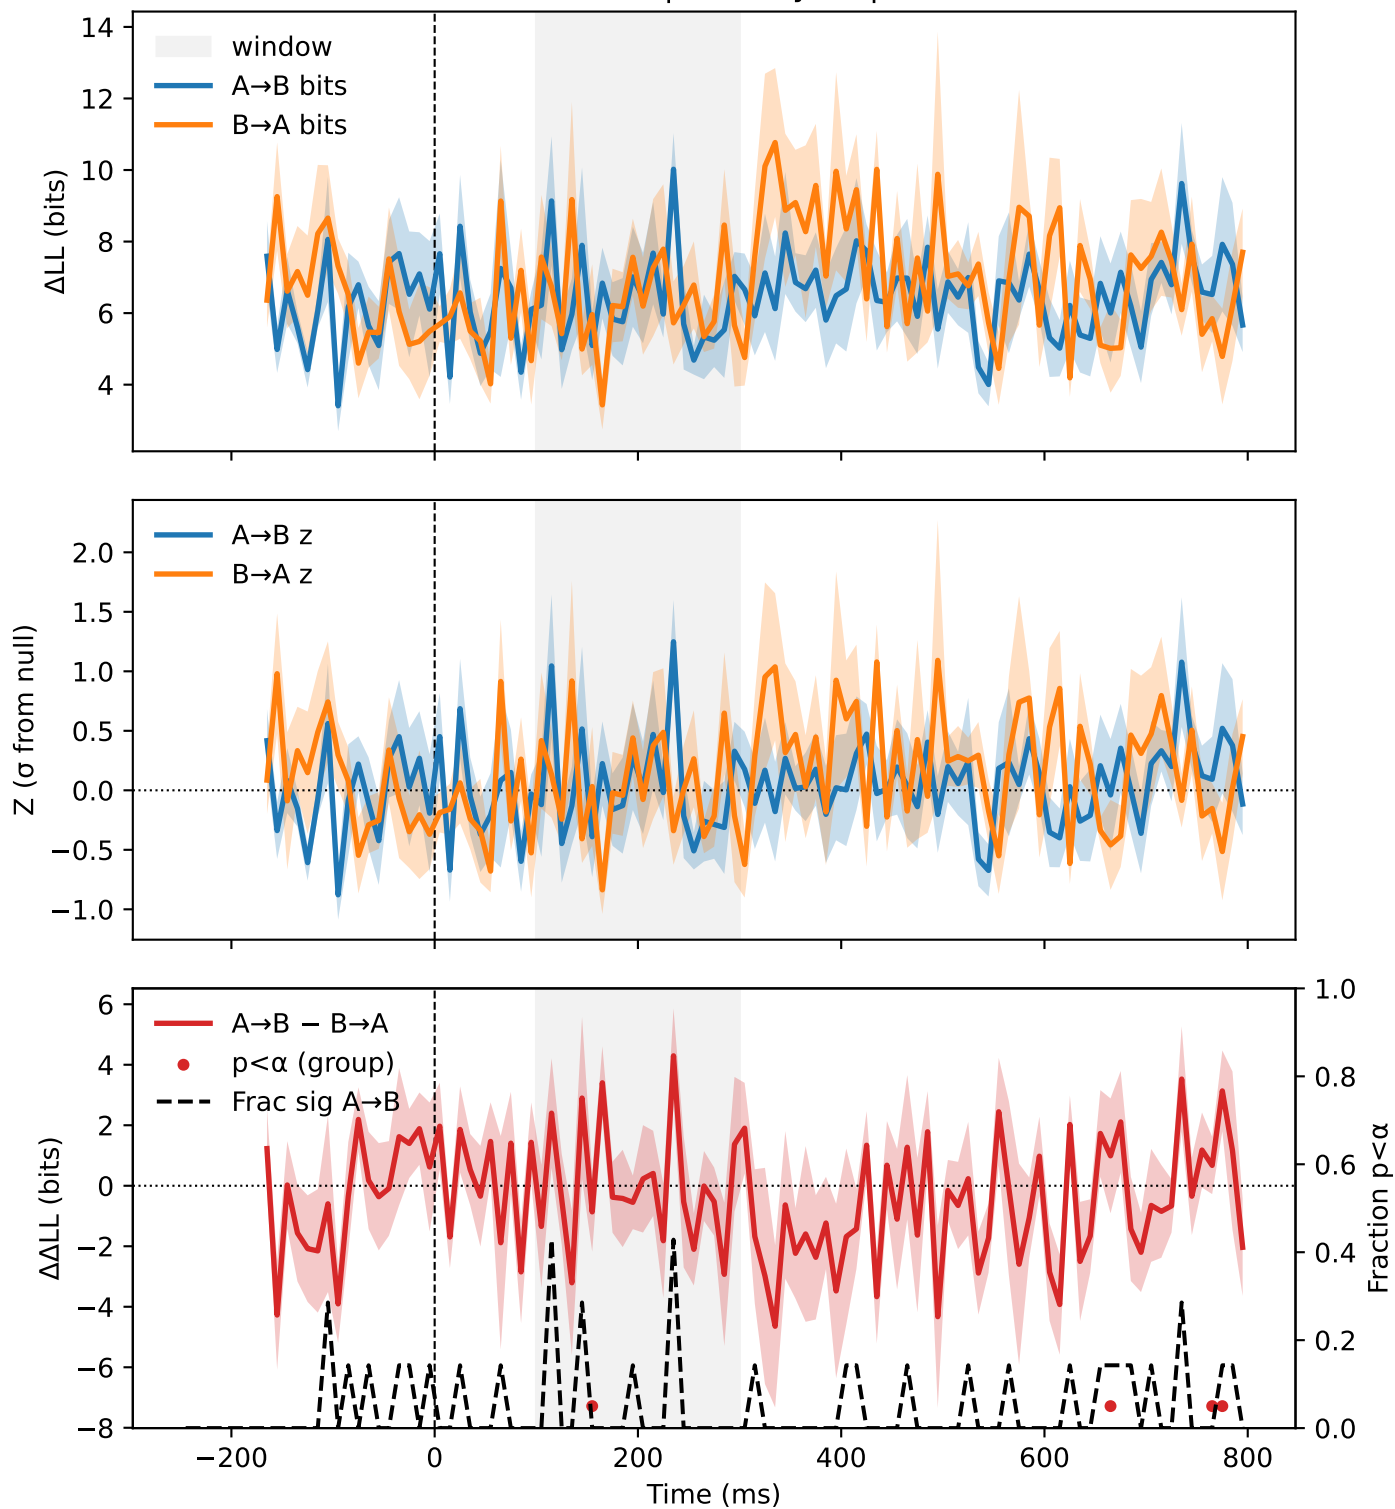 14
12
10
8
6
4
ΔLL (bits)
window
A→B bits
B→A bits
2.0
1.5
1.0
0.5
0.0
−0.5
−1.0
Z (σ from null)
A→B z
B→A z
6
4
2
0
−2
−4
−6
−8
ΔΔLL (bits)
A→B − B→A
p<α (group)
Frac sig A→B
1.0
0.8
0.6
0.4
0.2
0.0
Fraction p<α
−200
0
200
400
600
800
Time (ms)